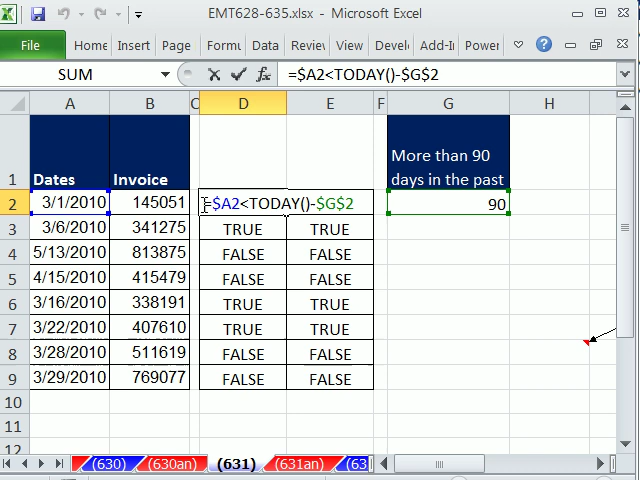 EMT628-635.xlsx - Microsoft Excel
File Home Insert Page Form Data Review View Devel Add-I Power
SUM =$A2<TODAY()-$G$2
A B C D E F G H
1 Dates Invoice More than 90
days in the past
2 3/1/2010 145051 =$A2<TODAY()-$G$2 90
3 3/6/2010 341275 TRUE TRUE
4 5/13/2010 813875 FALSE FALSE
5 4/15/2010 415479 FALSE FALSE
6 3/16/2010 338191 TRUE TRUE
7 3/22/2010 407610 TRUE TRUE
8 3/28/2010 511619 FALSE FALSE
9 3/29/2010 769077 FALSE FALSE
10
11
12
(630) (630an) (631) (631an) (63